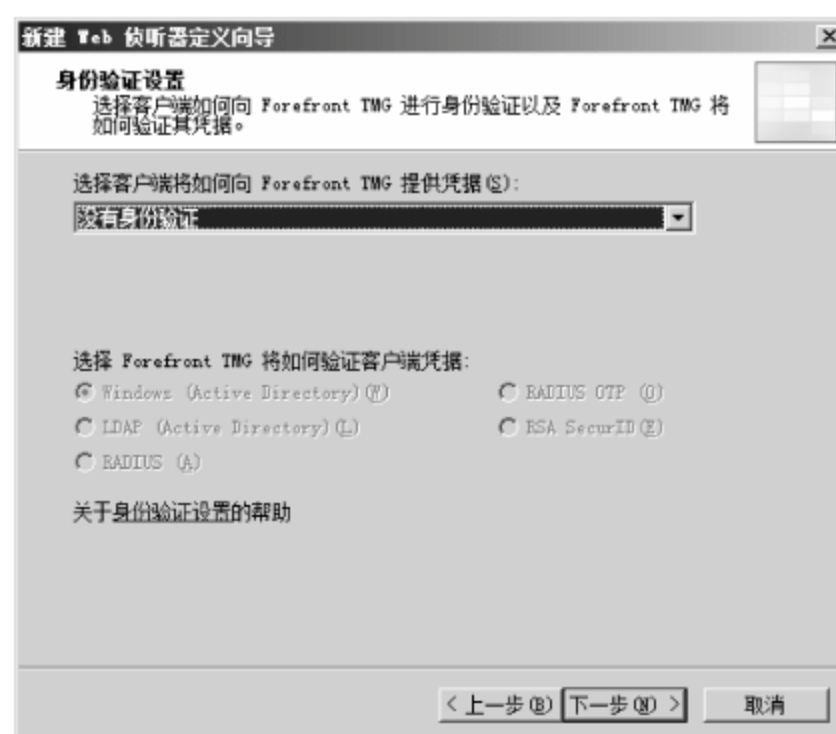 新建 Web 侦听器定义向导
身份验证设置
选择客户端如何向 Forefront TMG 进行身份验证以及 Forefront TMG 将
如何验证其凭据。
选择客户端将如何向 Forefront TMG 提供凭据(S):
没有身份验证
选择 Forefront TMG 将如何验证客户端凭据:
Windows (Active Directory)(W)
RADIUS OTP (O)
LDAP (Active Directory)(L)
RSA SecurID(E)
RADIUS (A)
关于身份验证设置的帮助
< 上一步(B)
下一步(N) >
取消